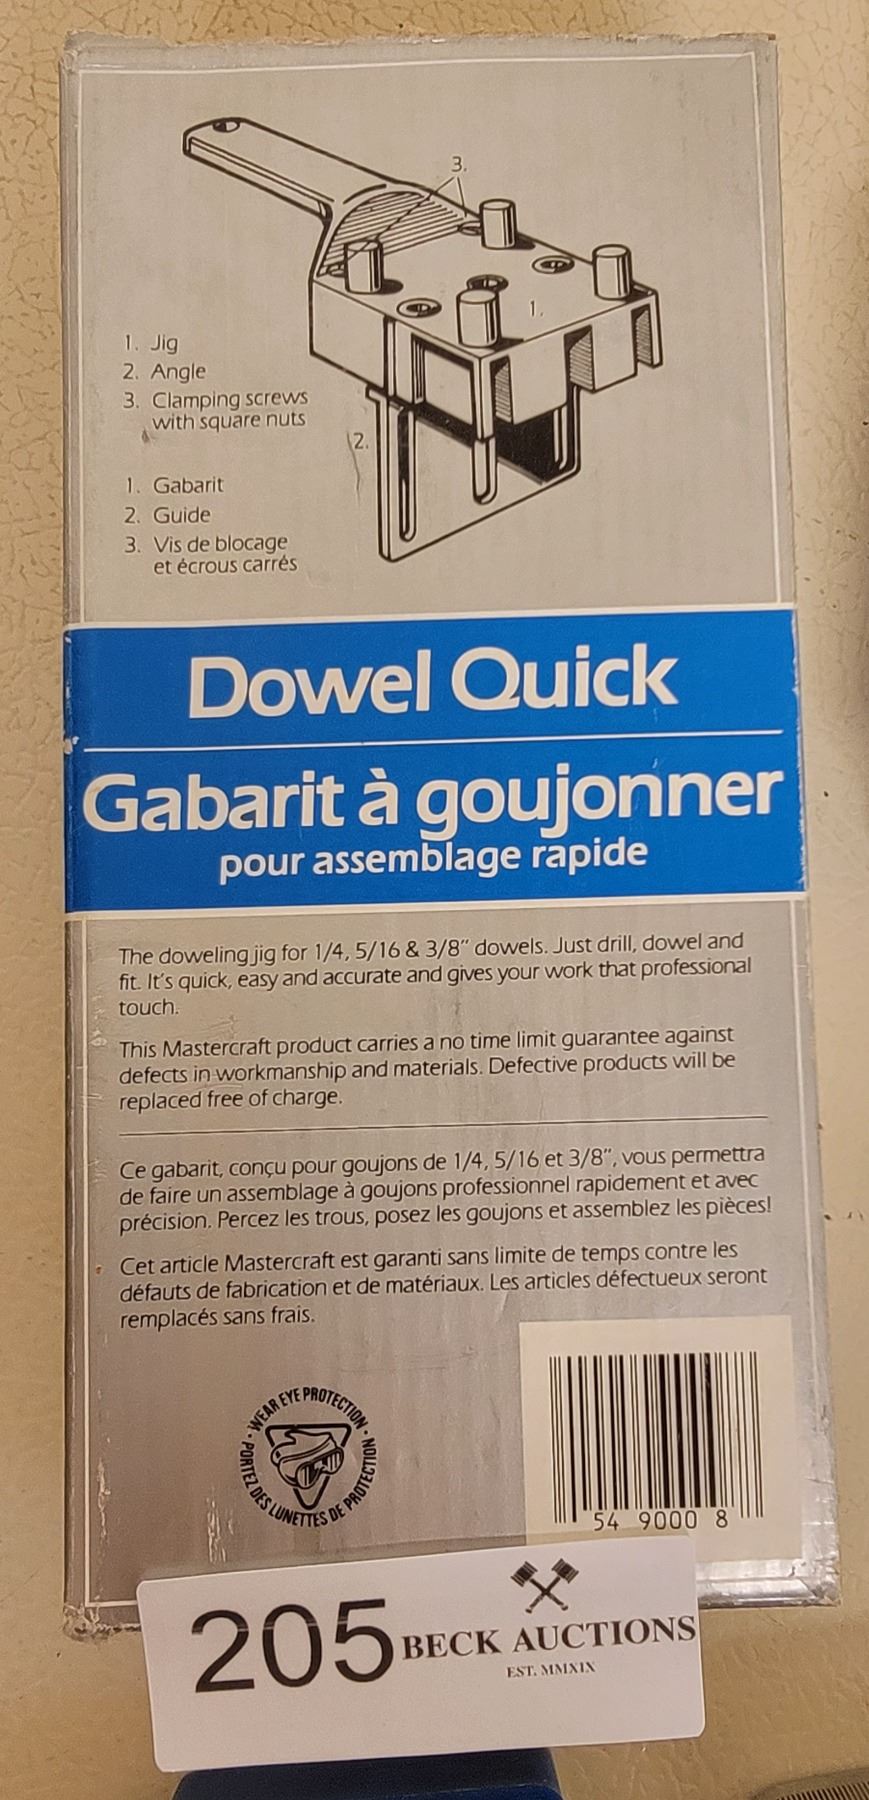 3.
1.
2.
1. Jig
2. Angle
3. Clamping screws
with square nuts
1. Gabarit
2. Guide
3. Vis de blocage
et écrous carrés
Dowel Quick
Gabarit à goujonner
pour assemblage rapide
The doweling jig for 1/4, 5/16 & 3/8" dowels. Just drill, dowel and
fit. It's quick, easy and accurate and gives your work that professional
touch.
This Mastercraft product carries a no time limit guarantee against
defects in workmanship and materials. Defective products will be
replaced free of charge.
Ce gabarit, conçu pour goujons de 1/4, 5/16 et 3/8", vous permettra
de faire un assemblage à goujons professionnel rapidement et avec
précision. Percez les trous, posez les goujons et assemblez les pièces!
Cet article Mastercraft est garanti sans limite de temps contre les
défauts de fabrication et de matériaux. Les articles défectueux seront
remplacés sans frais.
• WEAR EYE PROTECTION •
PORTEZ DES LUNETTES DE PROTECTION
54 9000 8
205
BECK AUCTIONS
EST. MMXIX